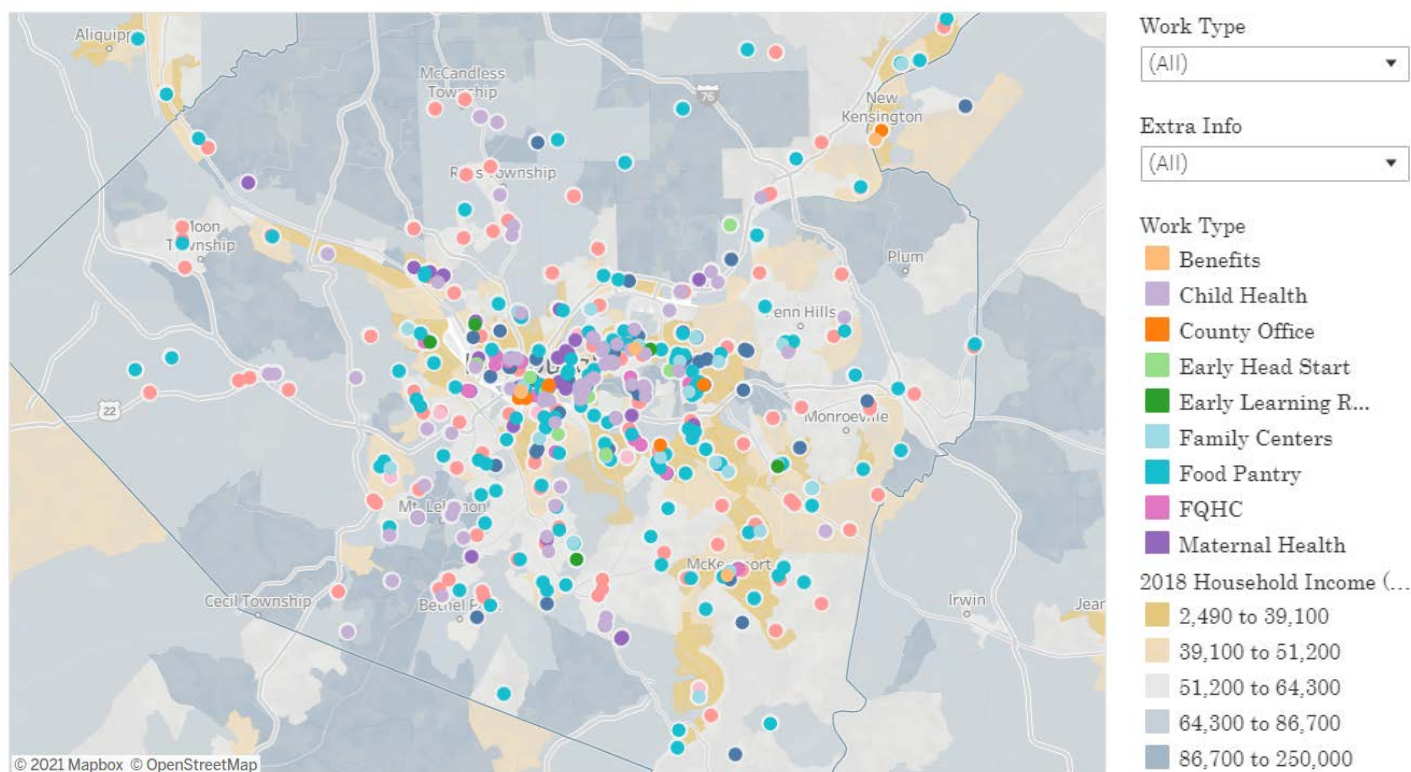 Aliquipp
McCandless
Township
76
New
Kensington
Ross Township
Moon
Township
Plum
Penn Hills
22
Monroeville
Mt. Lebanon
McKeesport
Cecil Township
Bethel Park
Irwin
Jear
© 2021 Mapbox © OpenStreetMap
Work Type
(All)
Extra Info
(All)
Work Type
Benefits
Child Health
County Office
Early Head Start
Early Learning R...
Family Centers
Food Pantry
FQHC
Maternal Health
2018 Household Income (...
2,490 to 39,100
39,100 to 51,200
51,200 to 64,300
64,300 to 86,700
86,700 to 250,000